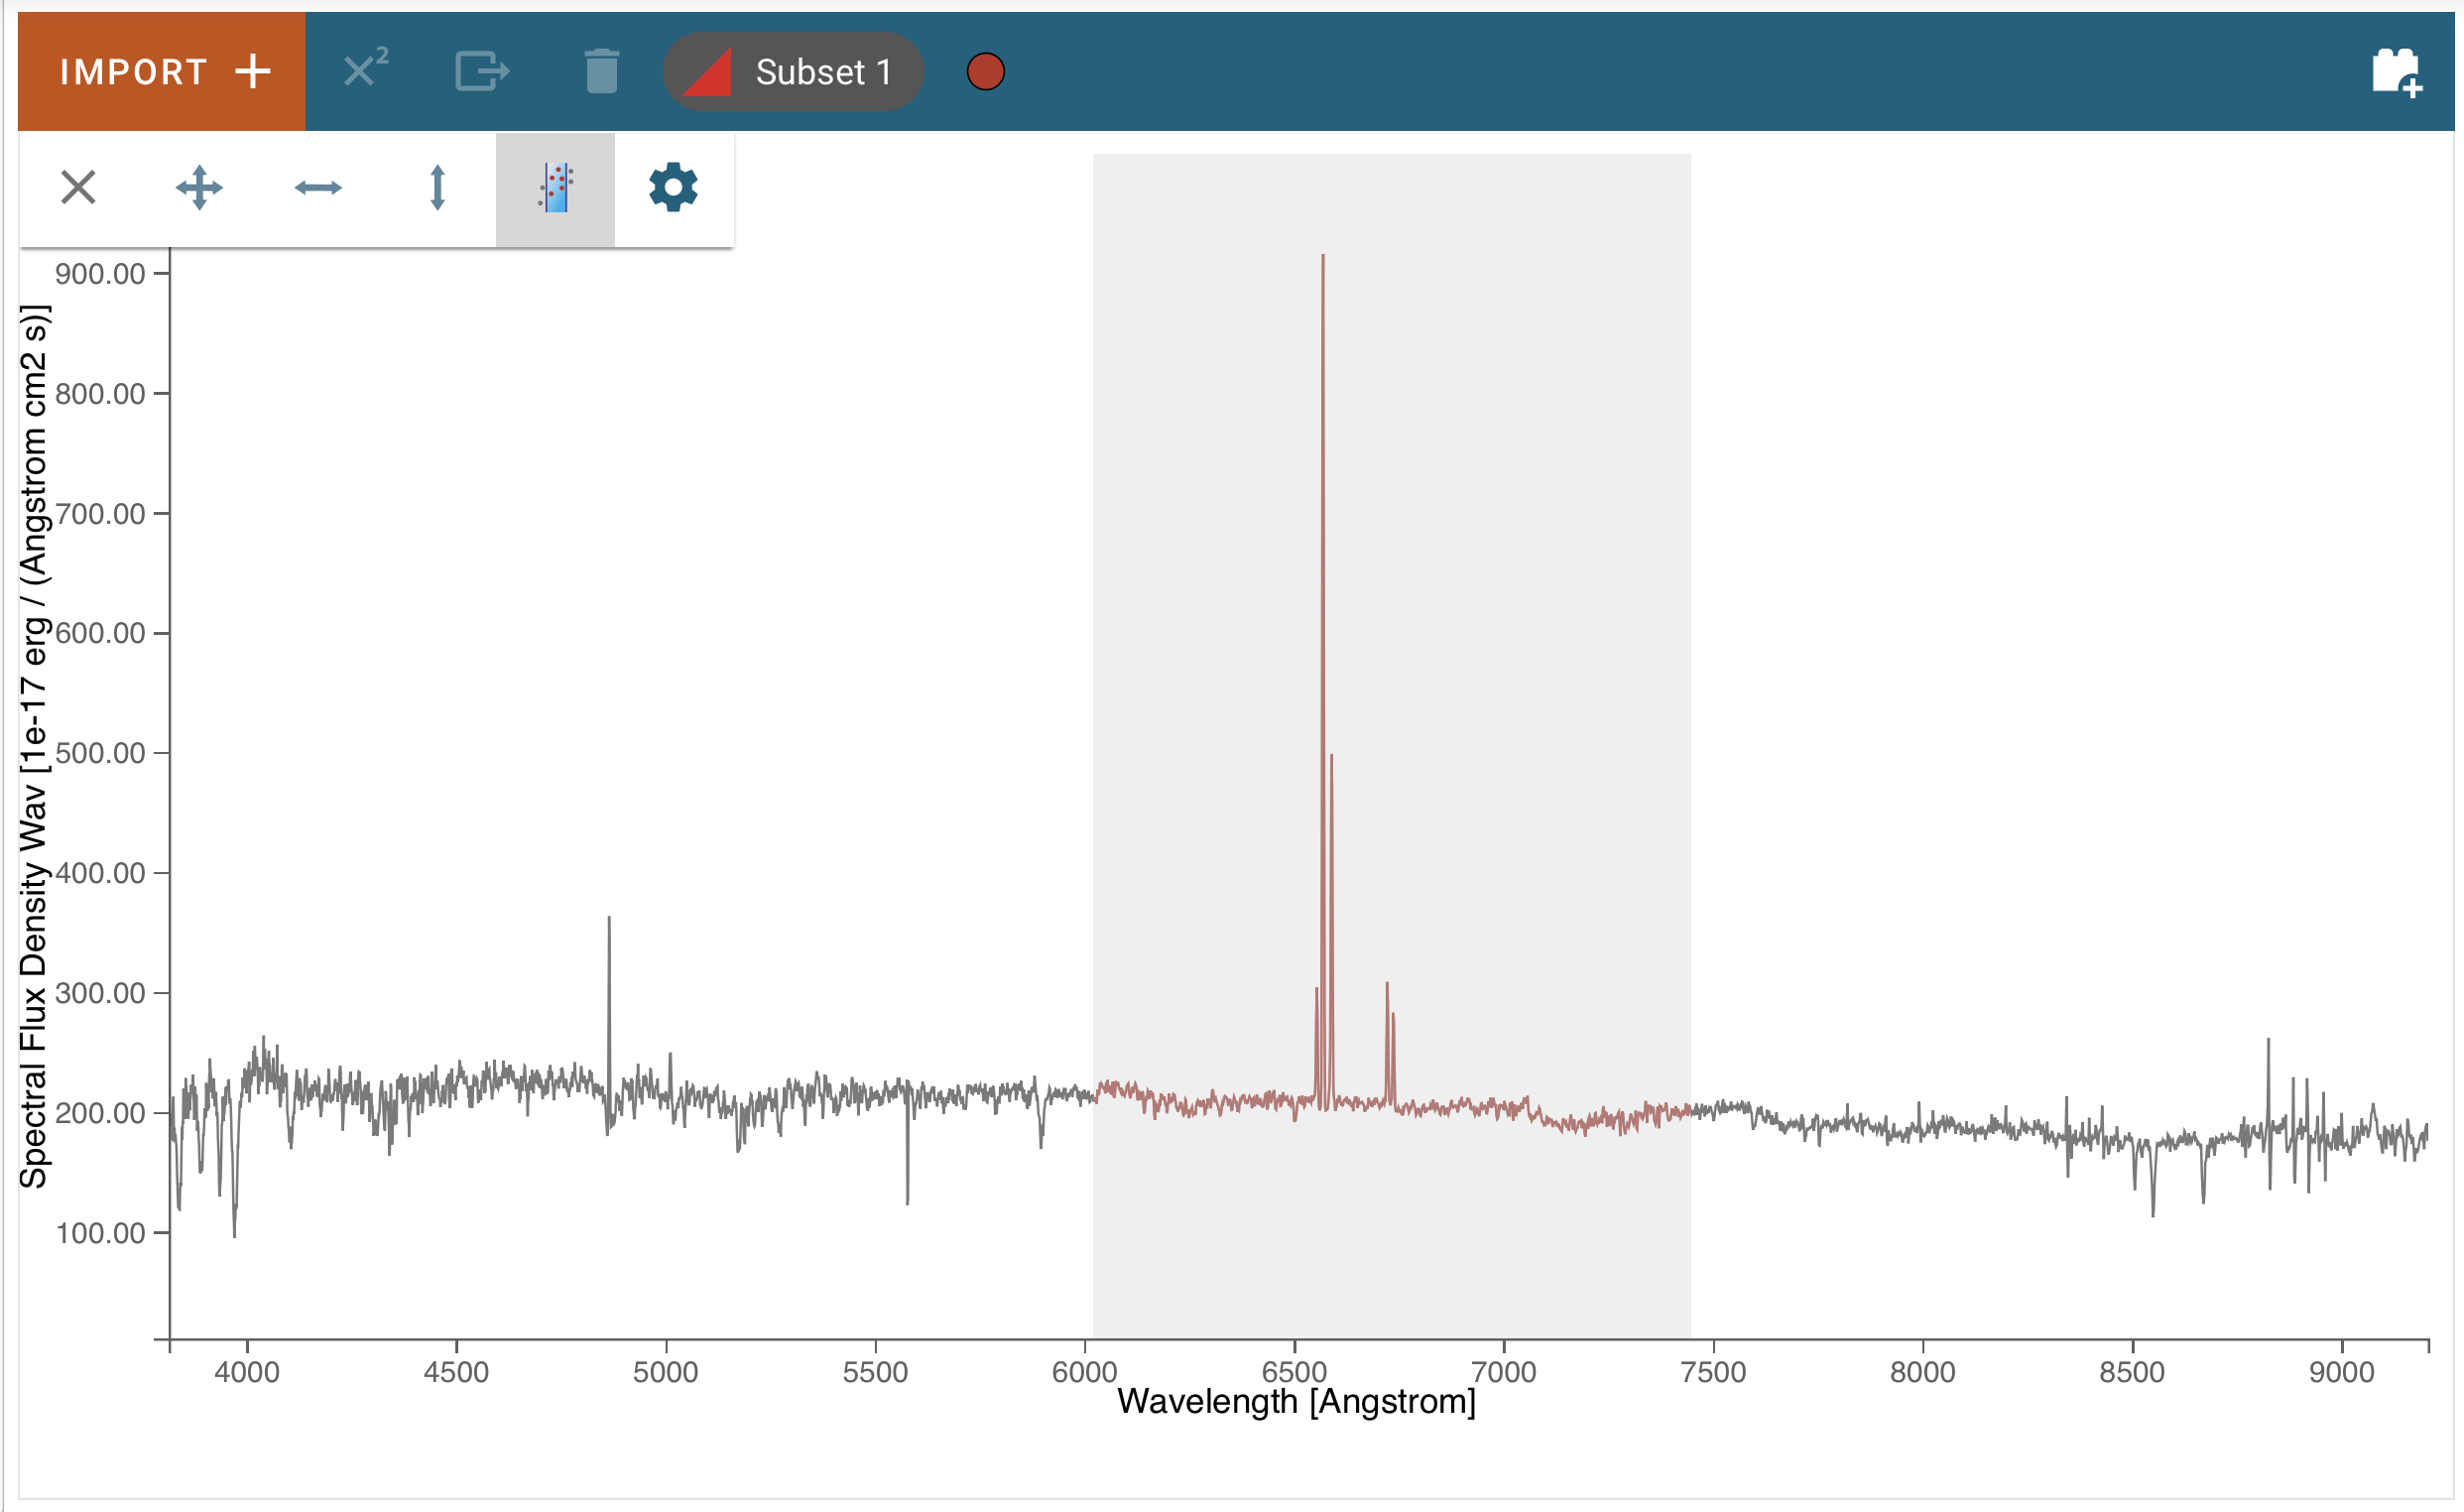 IMPORT +
X²
Subset 1
900.00
800.00
700.00
600.00
500.00
400.00
300.00
200.00
100.00
Spectral Flux Density Wav [1e-17 erg / (Angstrom cm2 s)]
4000 4500 5000 5500 6000 6500 7000 7500 8000 8500 9000
Wavelength [Angstrom]